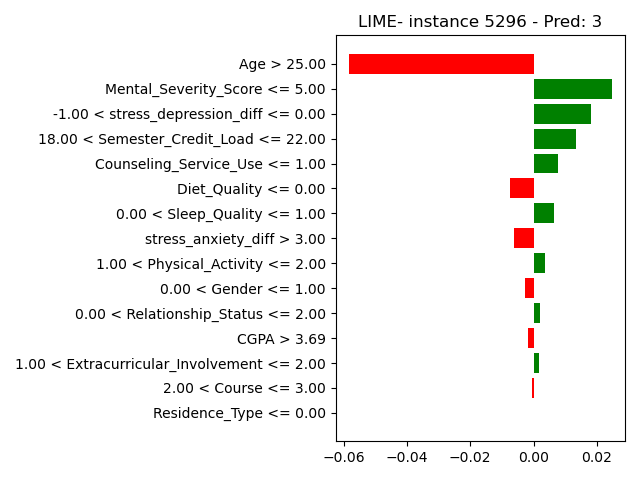 LIME- instance 5296 - Pred: 3
Age > 25.00
Mental_Severity_Score <= 5.00
-1.00 < stress_depression_diff <= 0.00
18.00 < Semester_Credit_Load <= 22.00
Counseling_Service_Use <= 1.00
Diet_Quality <= 0.00
0.00 < Sleep_Quality <= 1.00
stress_anxiety_diff > 3.00
1.00 < Physical_Activity <= 2.00
0.00 < Gender <= 1.00
0.00 < Relationship_Status <= 2.00
CGPA > 3.69
1.00 < Extracurricular_Involvement <= 2.00
2.00 < Course <= 3.00
Residence_Type <= 0.00
−0.06 −0.04 −0.02 0.00 0.02